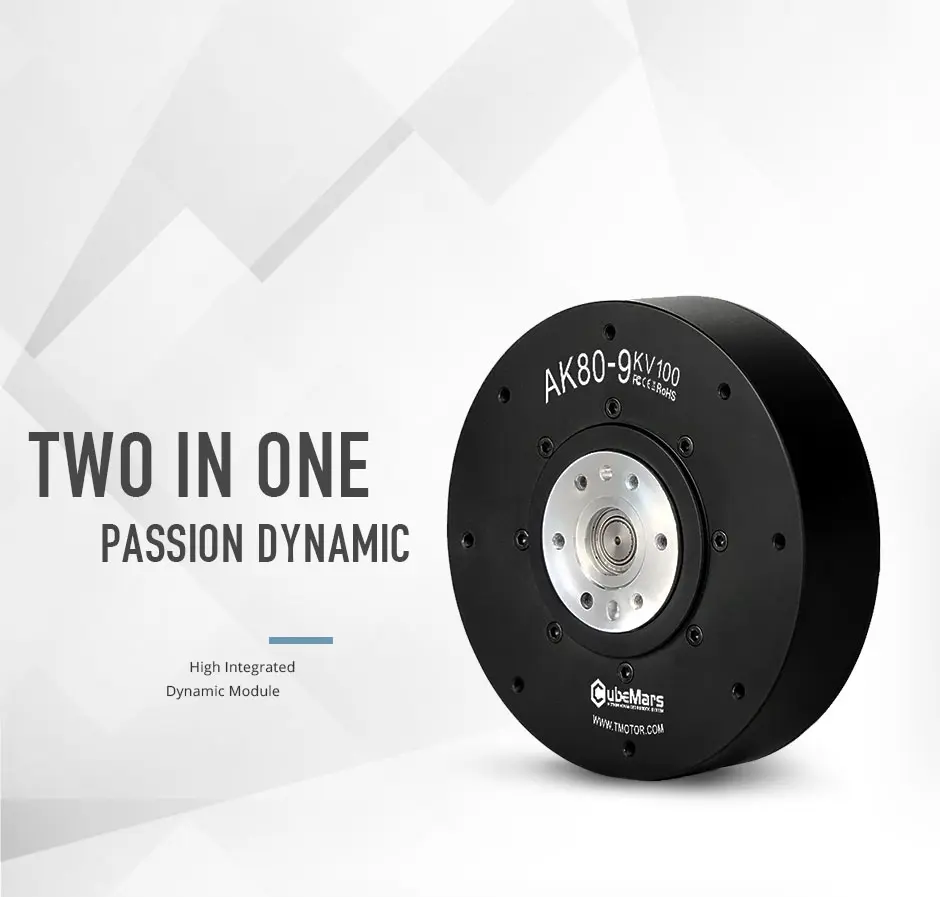 AK80-9 KV100
FC CE RoHS
TWO IN ONE
PASSION DYNAMIC
High Integrated
Dynamic Module
CubeMars
WWW.TMOTOR.COM